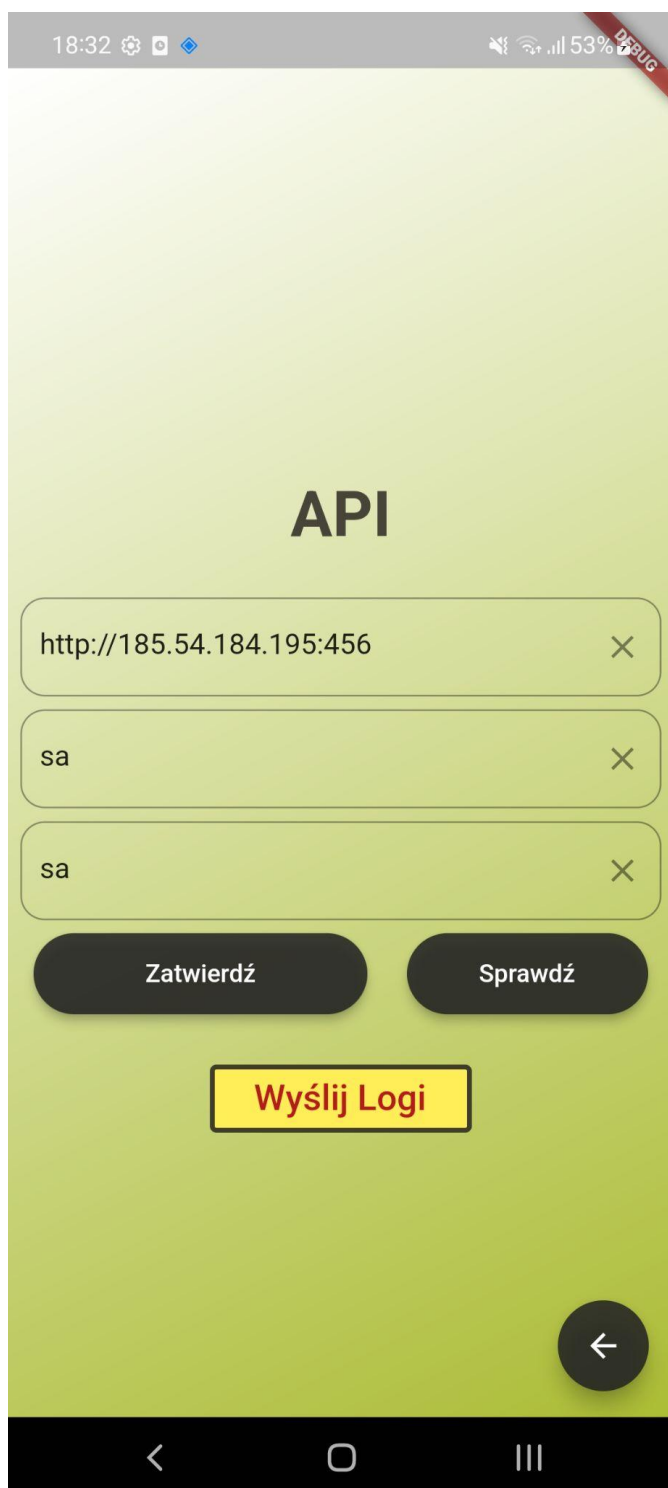 18:32
53%
DEBUG
API
http://185.54.184.195:456
sa
sa
Zatwierdź
Sprawdź
Wyślij Logi